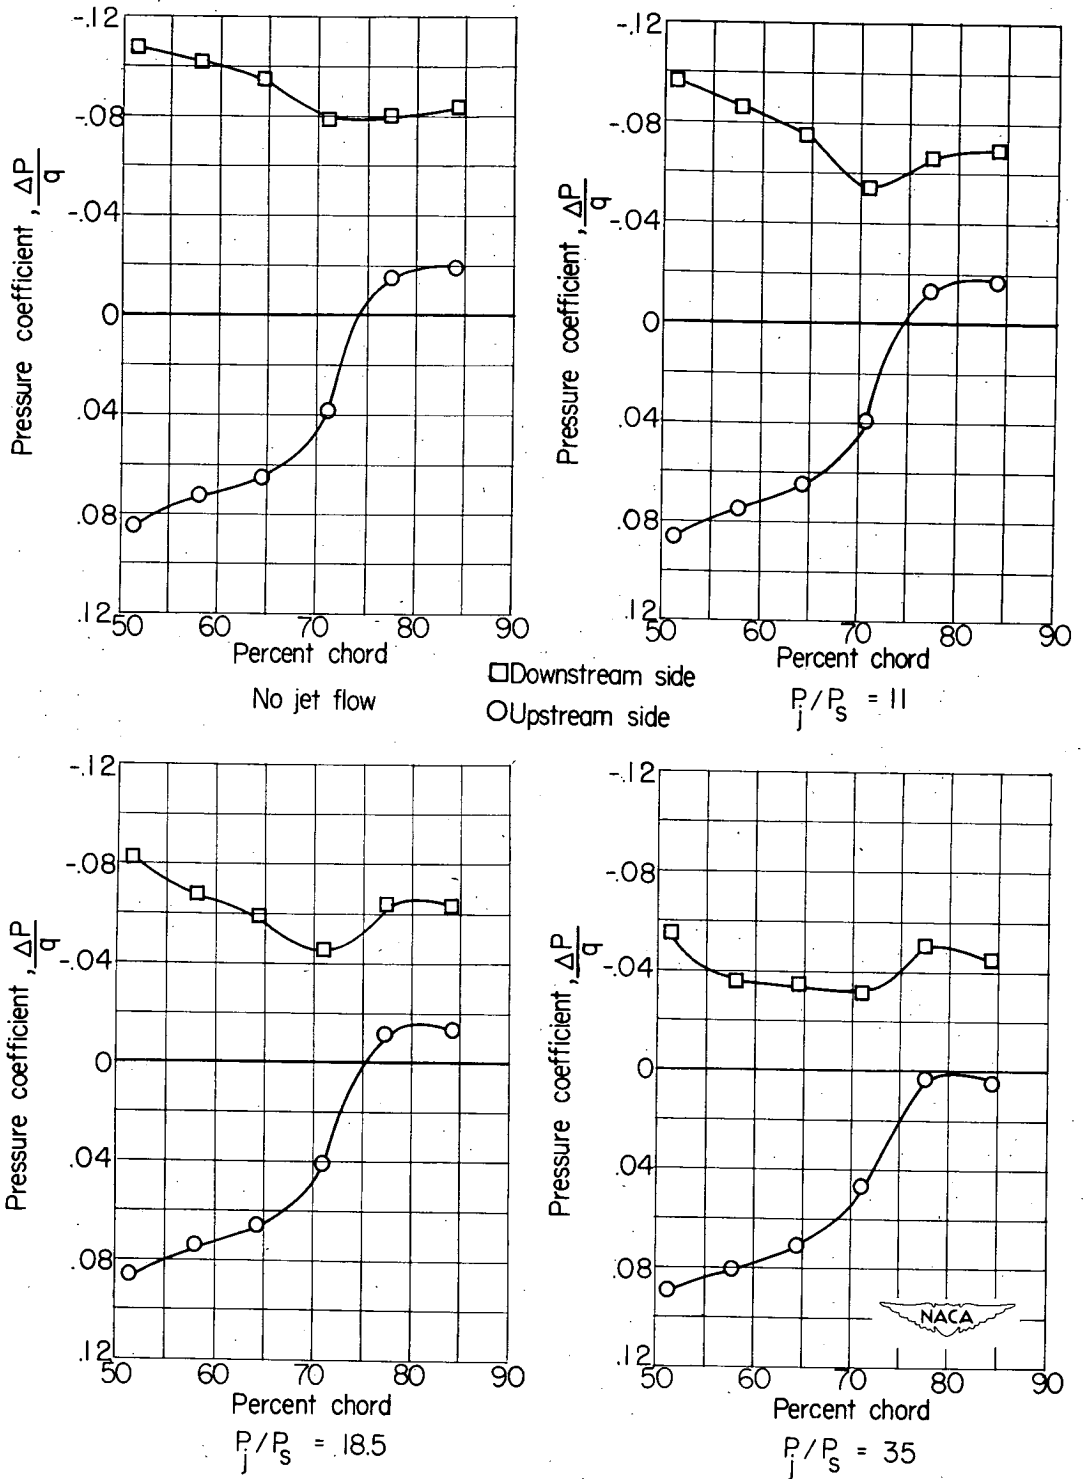 -.12
-.08
-.04
0
.04
.08
.12
Pressure coefficient, ΔP/q
50 60 70 80 90
Percent chord
No jet flow
-.12
-.08
-.04
0
.04
.08
.12
Pressure coefficient, ΔP/q
50 60 70 80 90
Percent chord
Pj/Ps = 11
□Downstream side
○Upstream side
-.12
-.08
-.04
0
.04
.08
.12
Pressure coefficient, ΔP/q
50 60 70 80 90
Percent chord
Pj/Ps = 18.5
-.12
-.08
-.04
0
.04
.08
.12
Pressure coefficient, ΔP/q
50 60 70 80 90
Percent chord
Pj/Ps = 35
NACA